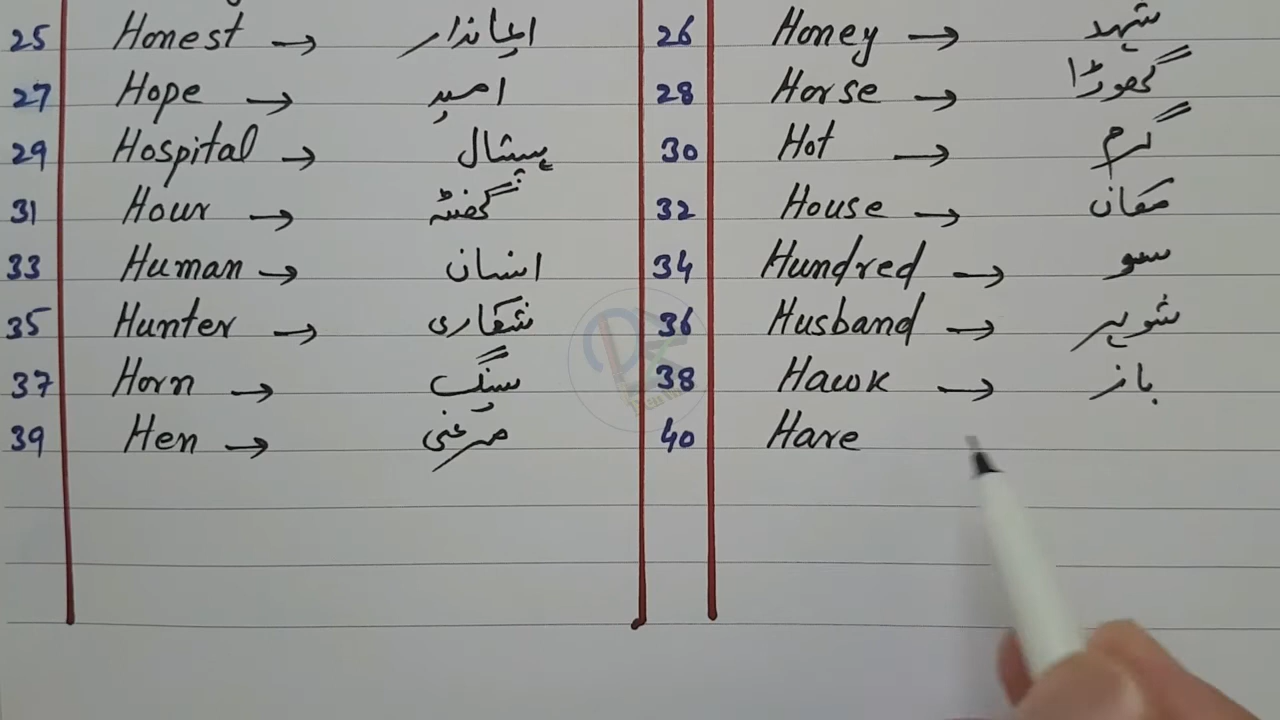 25 Honest → ایماندار 26 Honey → شہد
27 Hope → امید 28 Horse → گھوڑا
29 Hospital → ہسپتال 30 Hot → گرم
31 Hour → گھنٹہ 32 House → مکان
33 Human → انسان 34 Hundred → سو
35 Hunter → شکاری 36 Husband → شوہر
37 Horn → سنگ 38 Hawk → باز
39 Hen → مرغی 40 Hare